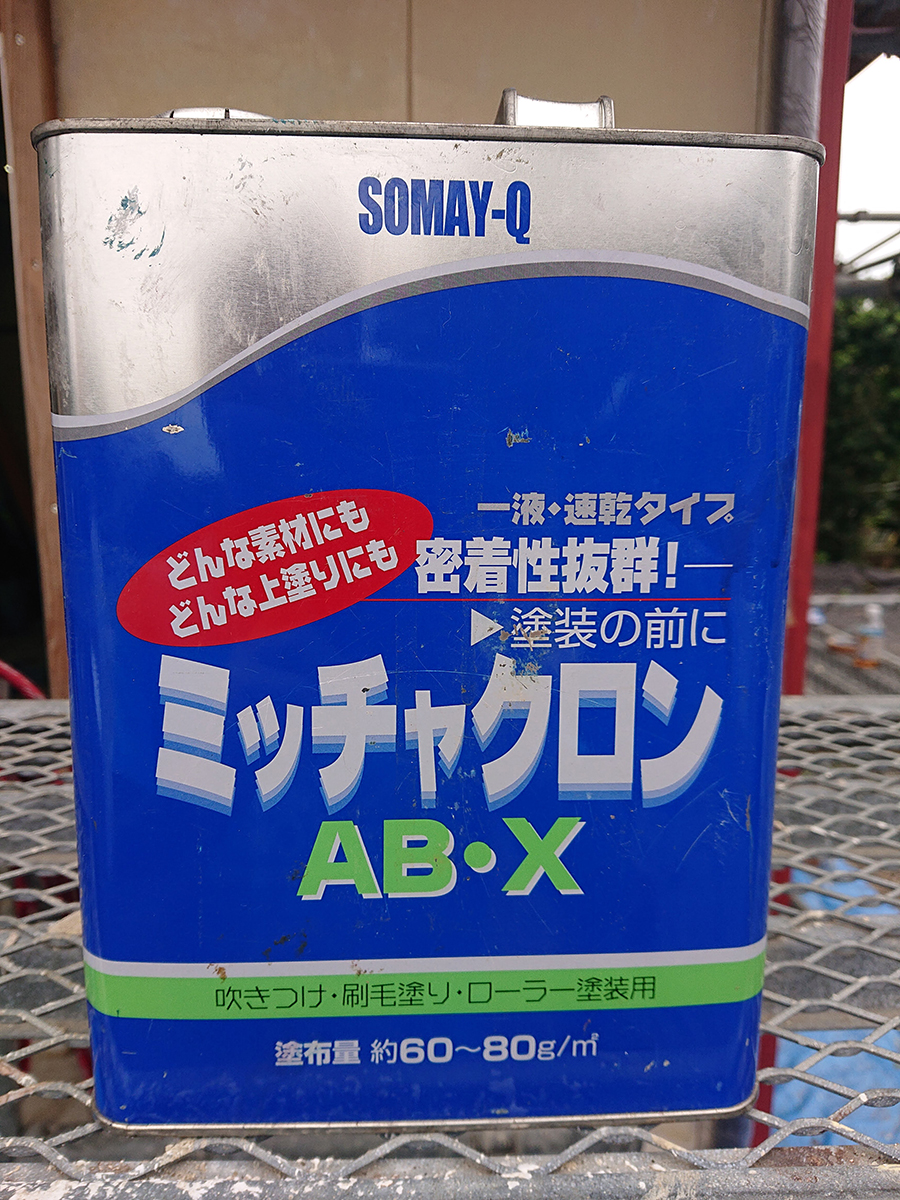 SOMAY-Q
どんな素材にも
どんな上塗りにも
一液・速乾タイプ
密着性抜群!
▶塗装の前に
ミッチャクロン
AB・X
吹きつけ・刷毛塗り・ローラー塗装用
塗布量 約60〜80g/㎡